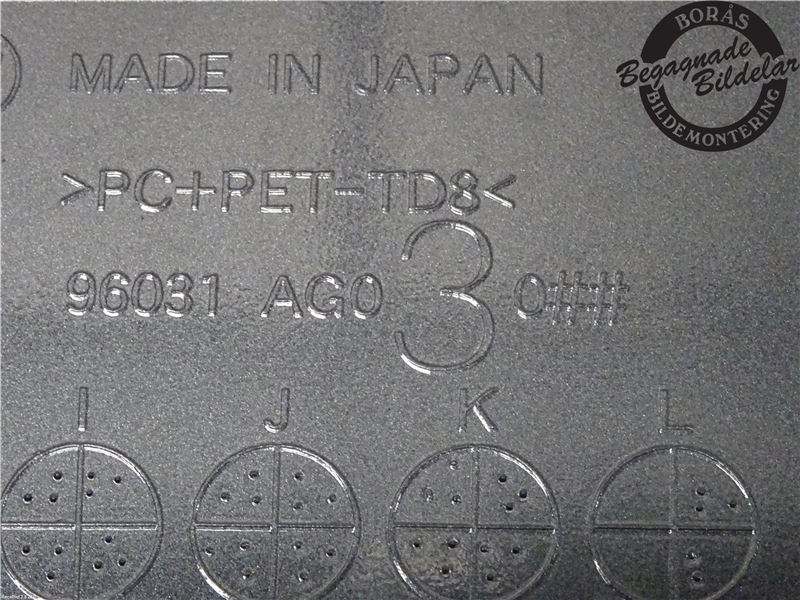 MADE IN JAPAN
>PC+PET-TD8<
96031 AG0 3 0##
I J K L
BORÅS
Begagnade
Bildelar
BILDEMONTERING